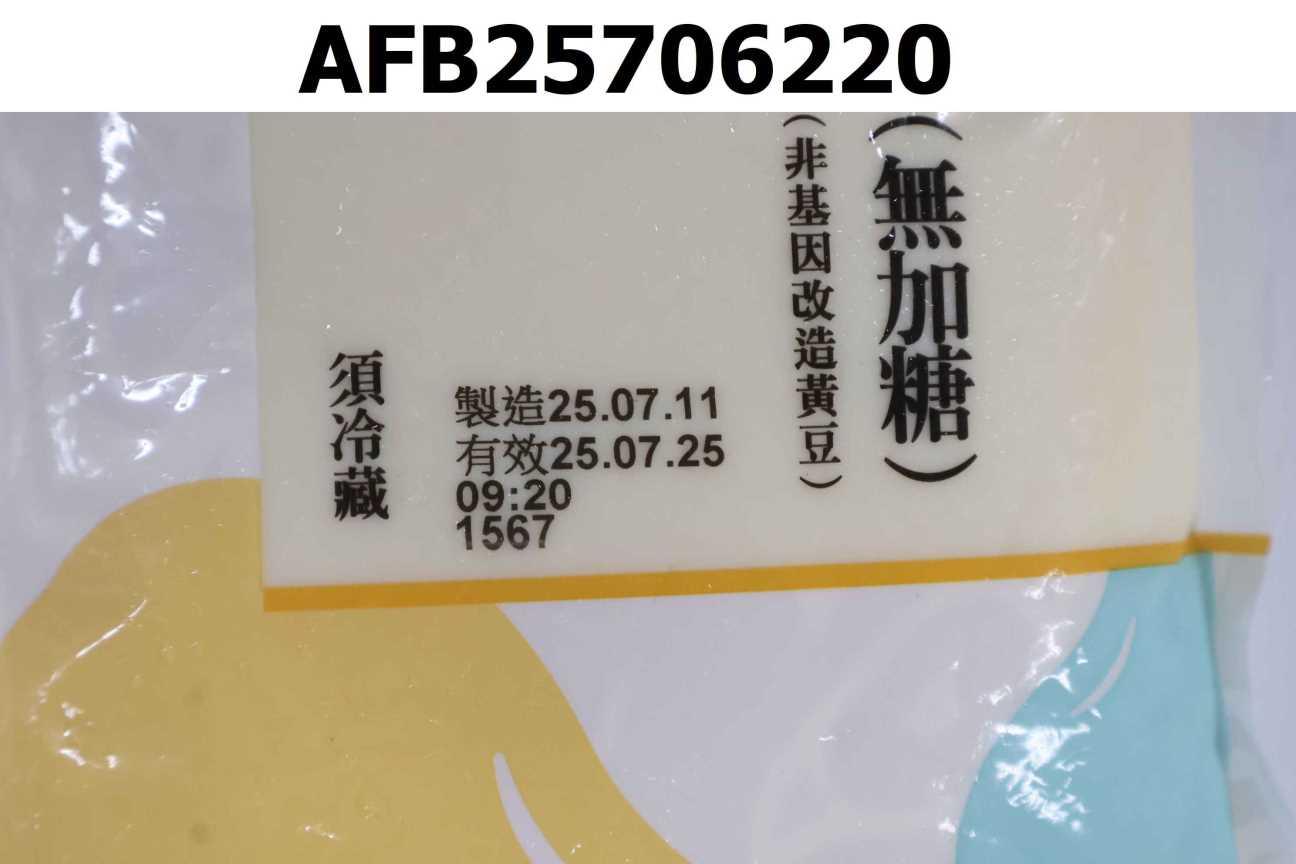 AFB25706220
（無加糖）
（非基因改造黃豆）
須冷藏
製造25.07.11
有效25.07.25
09:20
1567